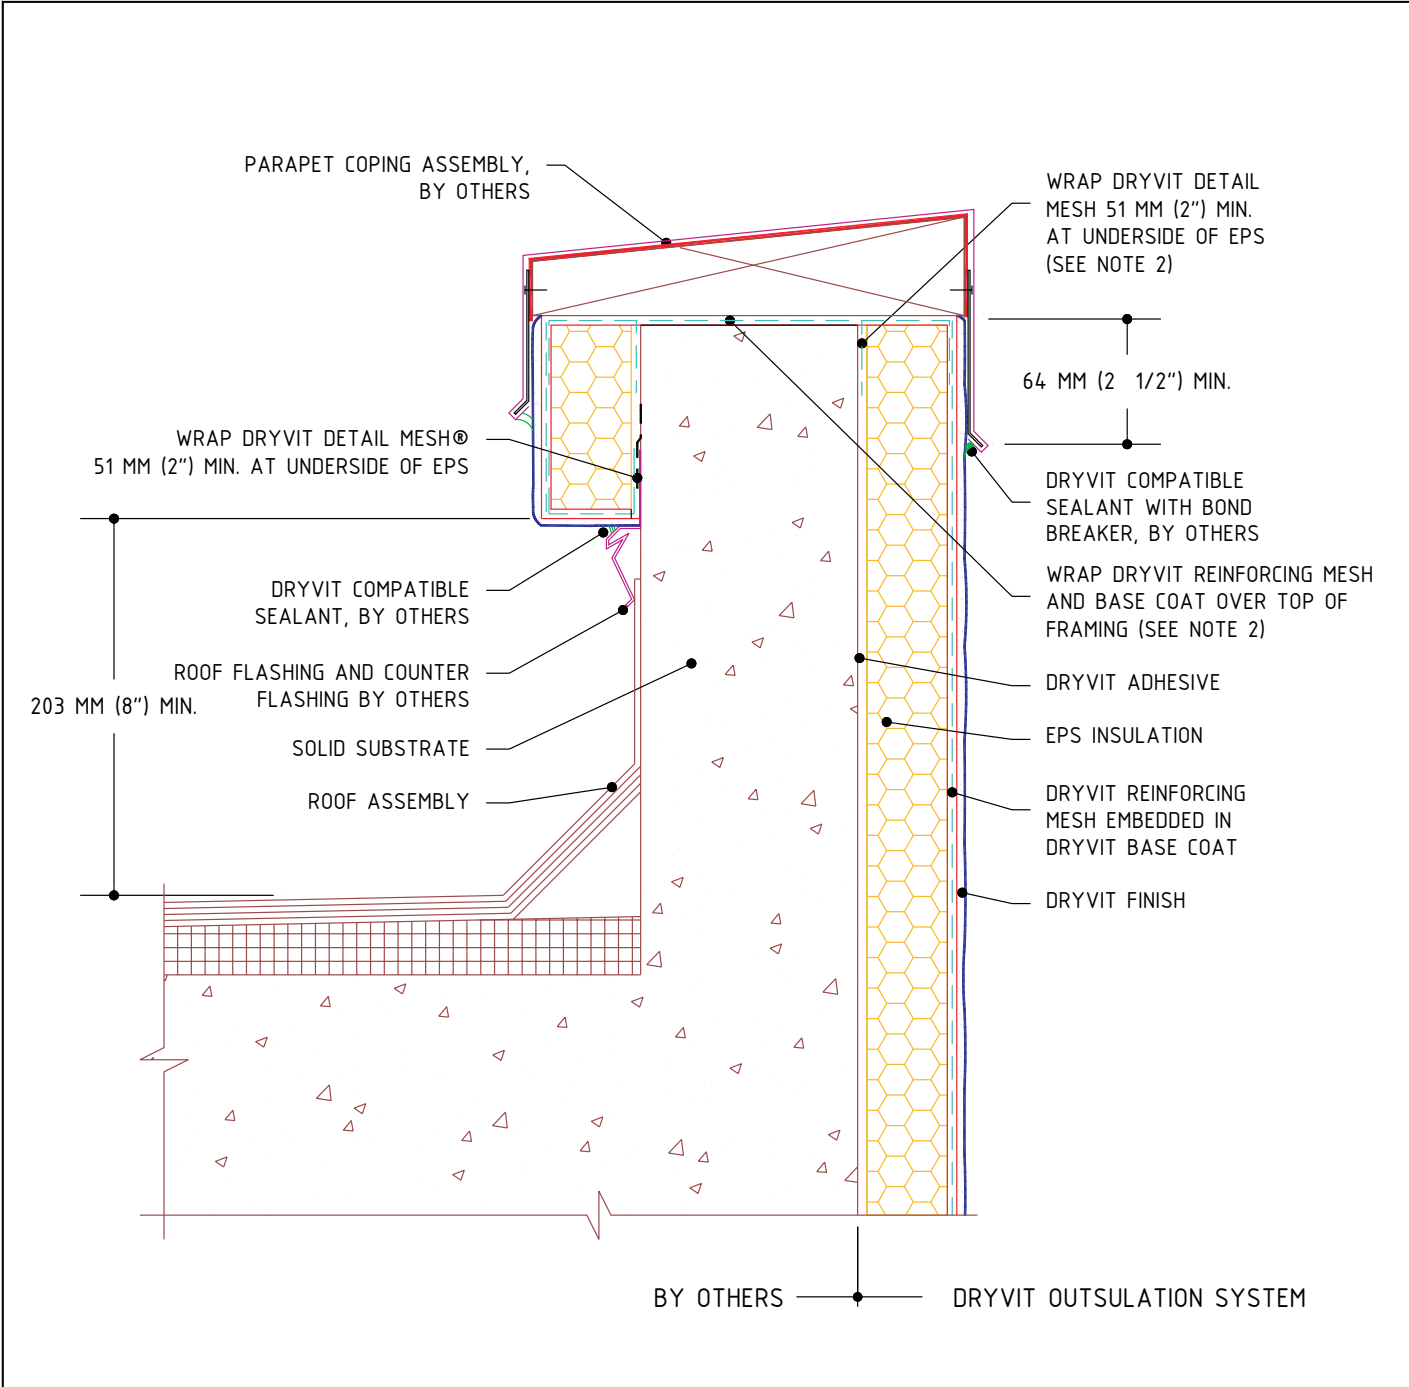 PARAPET COPING ASSEMBLY,
BY OTHERS
WRAP DRYVIT DETAIL
MESH 51 MM (2") MIN.
AT UNDERSIDE OF EPS
(SEE NOTE 2)
64 MM (2 1/2") MIN.
WRAP DRYVIT DETAIL MESH®
51 MM (2") MIN. AT UNDERSIDE OF EPS
DRYVIT COMPATIBLE
SEALANT WITH BOND
BREAKER, BY OTHERS
DRYVIT COMPATIBLE
SEALANT, BY OTHERS
WRAP DRYVIT REINFORCING MESH
AND BASE COAT OVER TOP OF
FRAMING (SEE NOTE 2)
ROOF FLASHING AND COUNTER
FLASHING BY OTHERS
203 MM (8") MIN.
DRYVIT ADHESIVE
SOLID SUBSTRATE
EPS INSULATION
ROOF ASSEMBLY
DRYVIT REINFORCING
MESH EMBEDDED IN
DRYVIT BASE COAT
DRYVIT FINISH
BY OTHERS
DRYVIT OUTSULATION SYSTEM